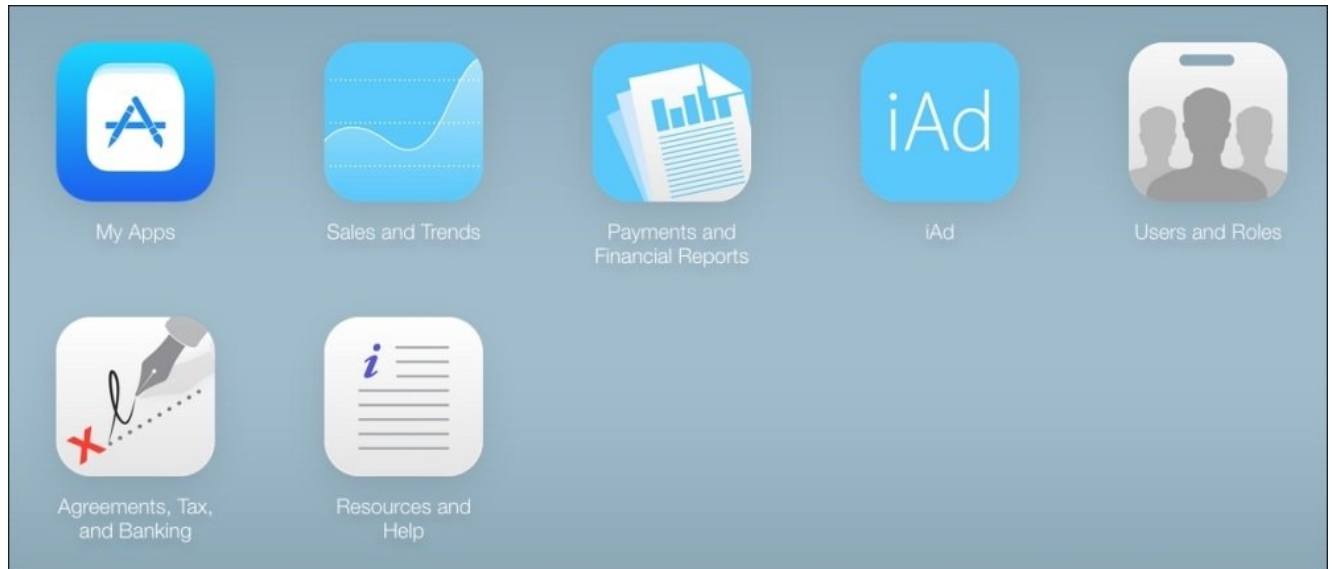 My Apps
Sales and Trends
Payments and
Financial Reports
iAd
iAd
Users and Roles
Agreements, Tax,
and Banking
i
Resources and
Help